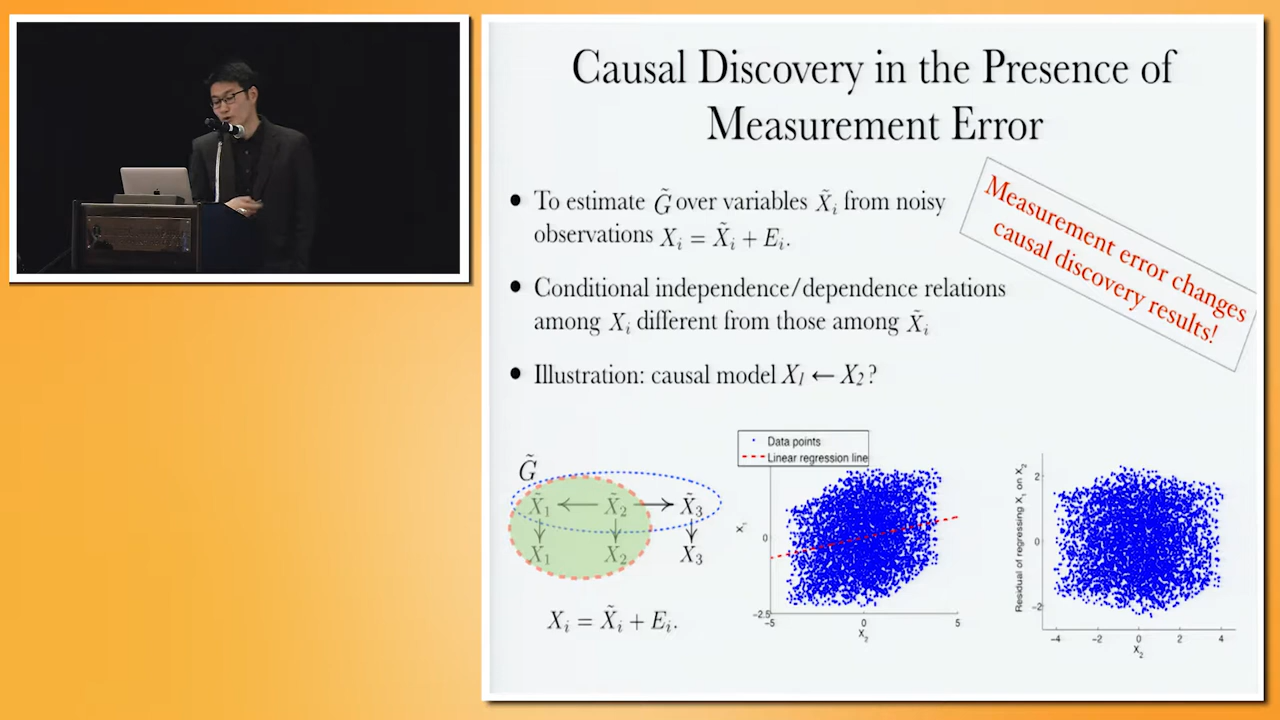 Causal Discovery in the Presence of
Measurement Error
Measurement error changes
causal discovery results!
• To estimate G̃ over variables X̃ᵢ from noisy
observations Xᵢ = X̃ᵢ + Eᵢ.
• Conditional independence/dependence relations
among Xᵢ different from those among X̃ᵢ
• Illustration: causal model X₁ ← X₂ ?
G̃
X̃₁ ← X̃₂ → X̃₃
X₁ X₂ X₃
Xᵢ = X̃ᵢ + Eᵢ.
Data points
Linear regression line
X₁
0
-2.5
-5 0 5
X₂
Residual of regressing X₁ on X₂
2
0
-2
-4 -2 0 2 4
X₂